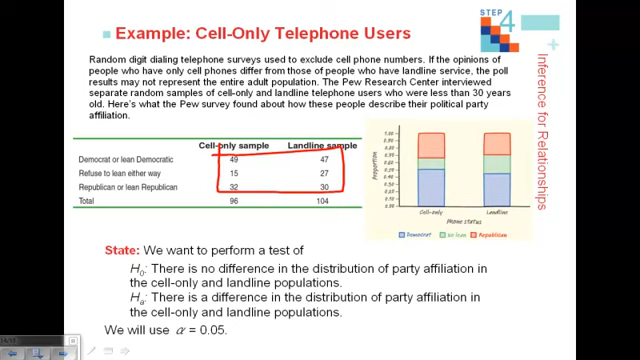 STEP 4
Example: Cell-Only Telephone Users
Random digit dialing telephone surveys used to exclude cell phone numbers. If the opinions of
people who have only cell phones differ from those of people who have landline service, the poll
results may not represent the entire adult population. The Pew Research Center interviewed
separate random samples of cell-only and landline telephone users who were less than 30 years
old. Here's what the Pew survey found about how these people describe their political party
affiliation.
Inference for Relationships
Cell-only sample Landline sample
Democrat or lean Democratic 49 47
Refuse to lean either way 15 27
Republican or lean Republican 32 30
Total 96 104
Proportion
Cell-only Landline
Phone status
Democrat No lean Republican
State: We want to perform a test of
H0: There is no difference in the distribution of party affiliation in
the cell-only and landline populations.
Ha: There is a difference in the distribution of party affiliation in
the cell-only and landline populations.
We will use α = 0.05.